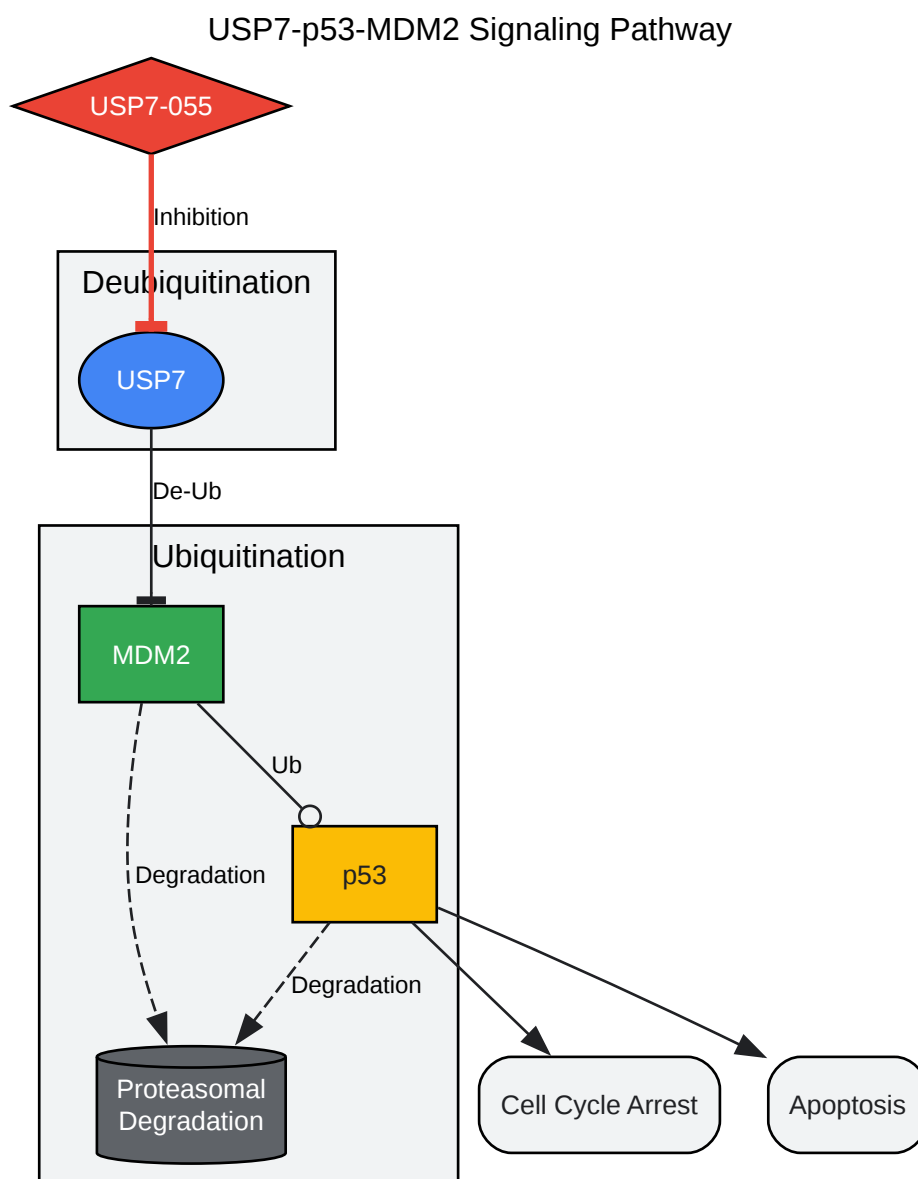 USP7-p53-MDM2 Signaling Pathway
USP7-055
Inhibition
Deubiquitination
USP7
De-Ub
Ubiquitination
MDM2
Ub
Degradation
p53
Degradation
Proteasomal
Degradation
Cell Cycle Arrest
Apoptosis